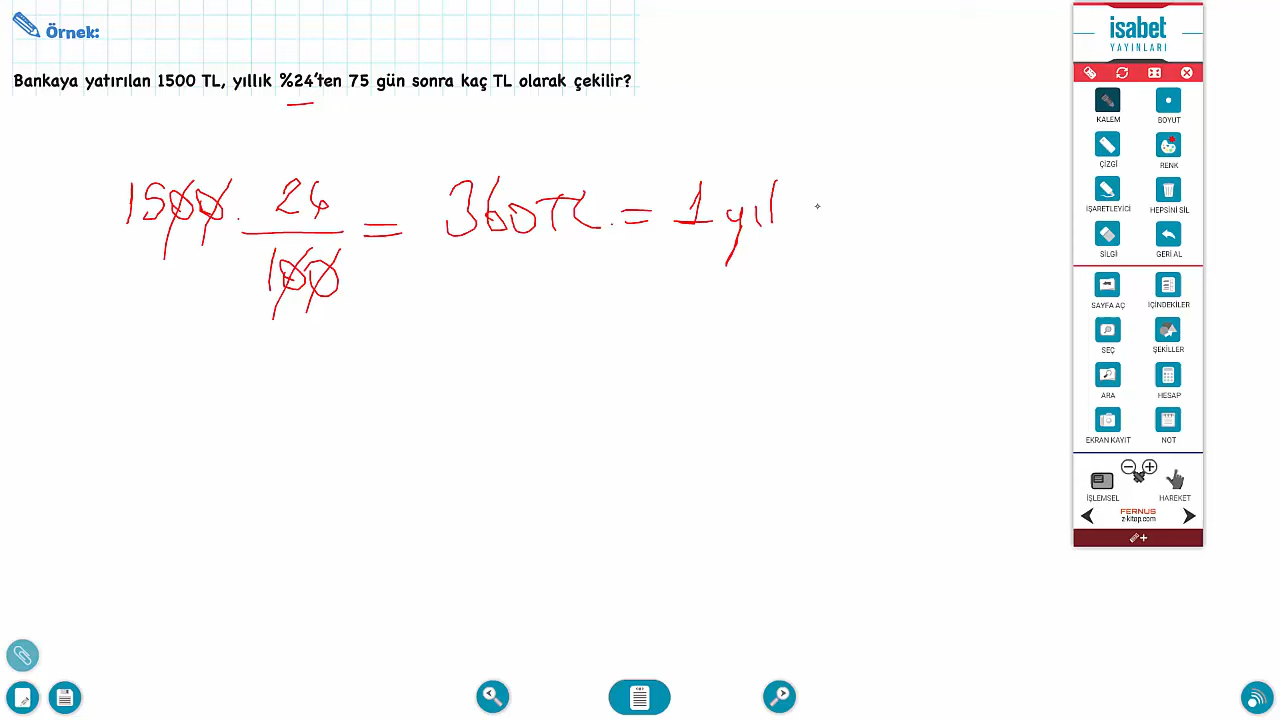 Örnek:
Bankaya yatırılan 1500 TL, yıllık %24'ten 75 gün sonra kaç TL olarak çekilir?
1500 . 24 / 100 = 360 TL. = 1 yıl
isabet
YAYINLARI
KALEM BOYUT
ÇİZGİ RENK
İŞARETLEYİCİ HEPSİNİ SİL
SİLGİ GERİ AL
SAYFA AÇ İÇİNDEKİLER
SEÇ ŞEKİLLER
ARA HESAP
EKRAN KAYIT NOT
İŞLEMSEL HAREKET
FERNUS
z-kitap.com